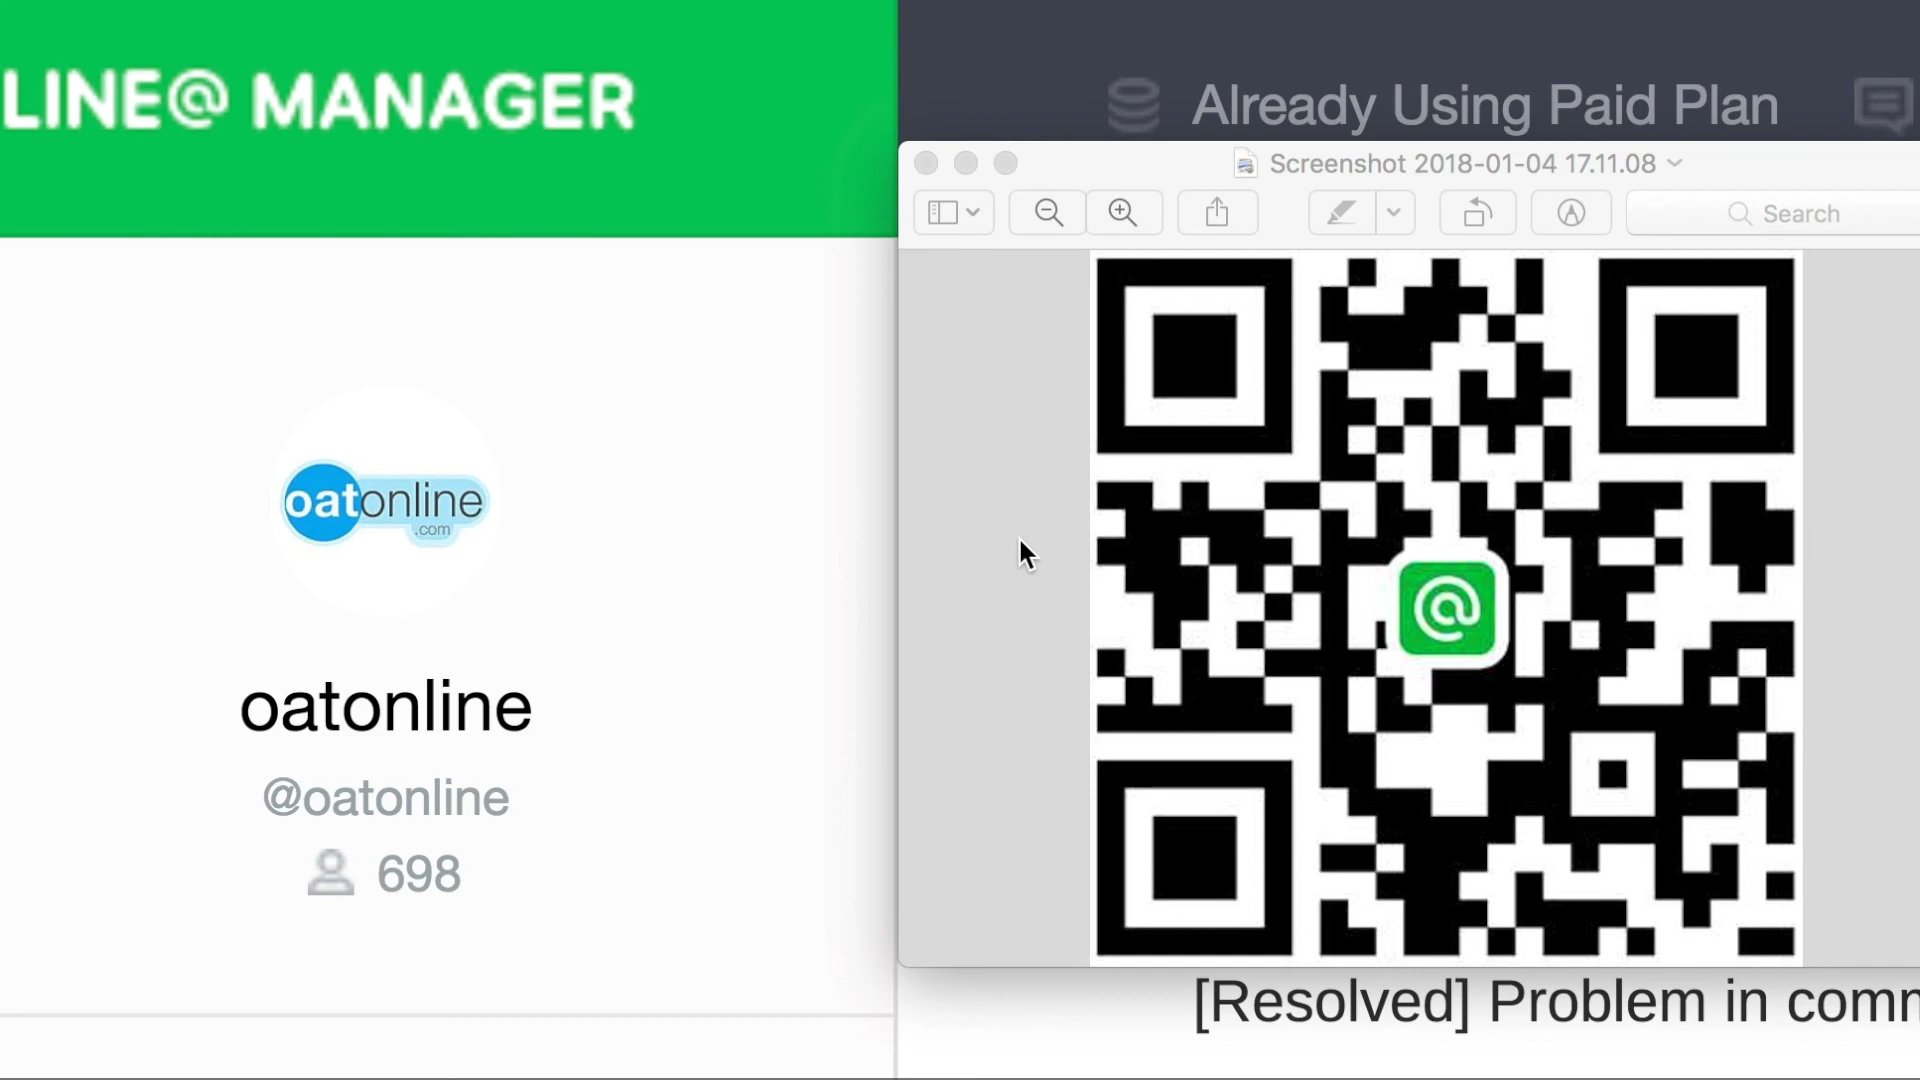 LINE@ MANAGER
Already Using Paid Plan
Screenshot 2018-01-04 17.11.08
Search
oatonline
.com
@
oatonline
@oatonline
698
[Resolved] Problem in